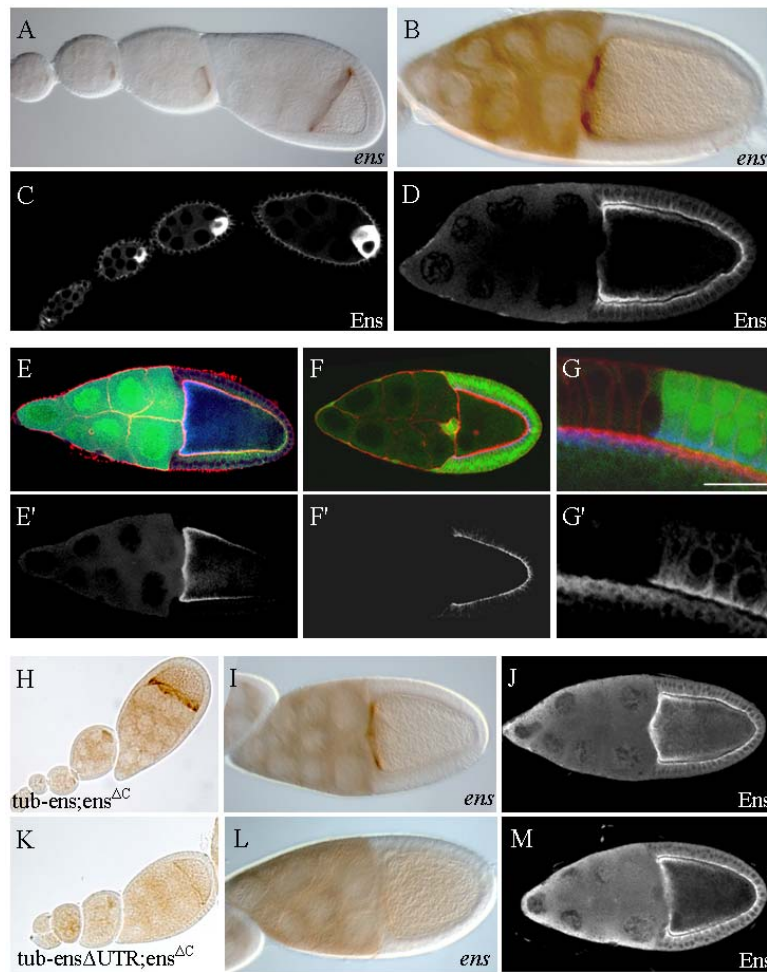 A
B
ens
ens
C
D
Ens
Ens
E
F
G
E'
F'
G'
H
I
J
tub-ens;ens^ΔC
ens
Ens
K
L
M
tub-ensΔUTR;ens^ΔC
ens
Ens